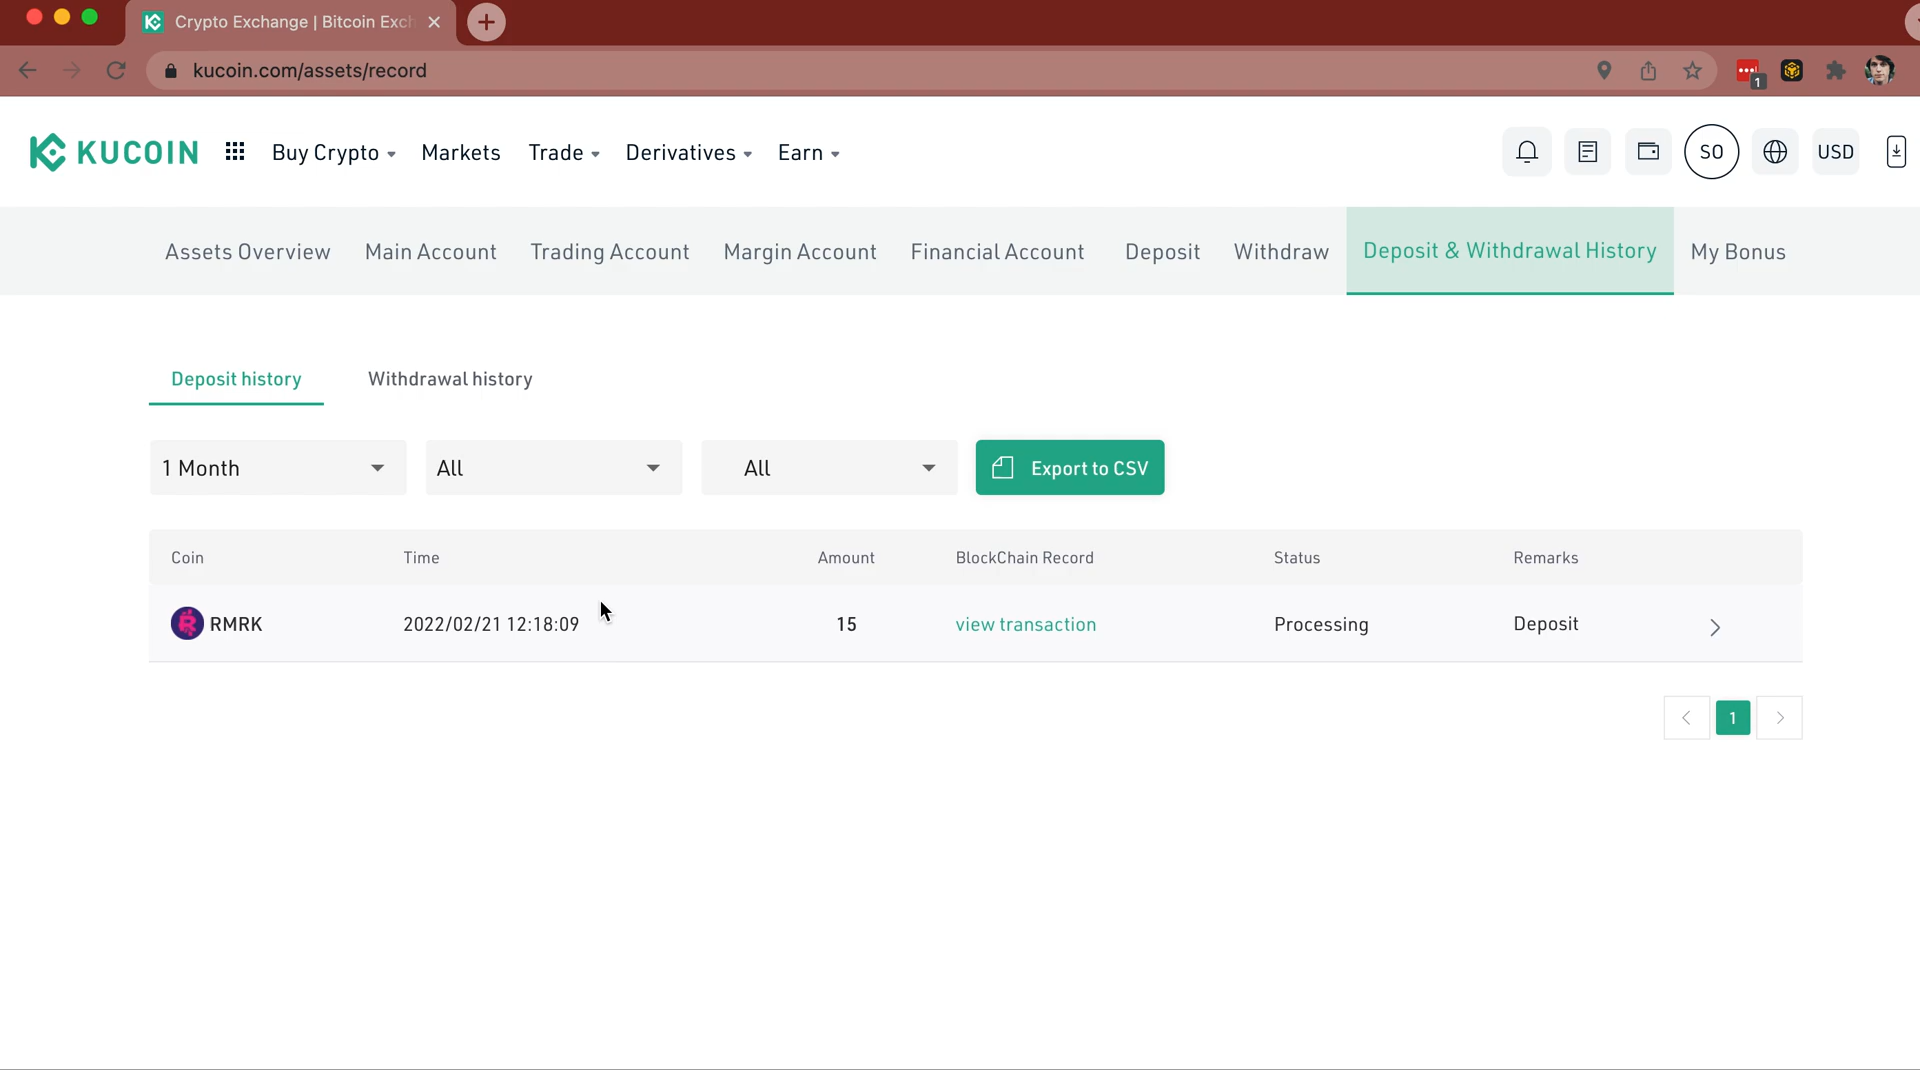 Crypto Exchange | Bitcoin Exch
kucoin.com/assets/record
1
KUCOIN Buy Crypto Markets Trade Derivatives Earn SO USD
Assets Overview Main Account Trading Account Margin Account Financial Account Deposit Withdraw Deposit & Withdrawal History My Bonus
Deposit history Withdrawal history
1 Month All All Export to CSV
Coin Time Amount BlockChain Record Status Remarks
RMRK 2022/02/21 12:18:09 15 view transaction Processing Deposit
1